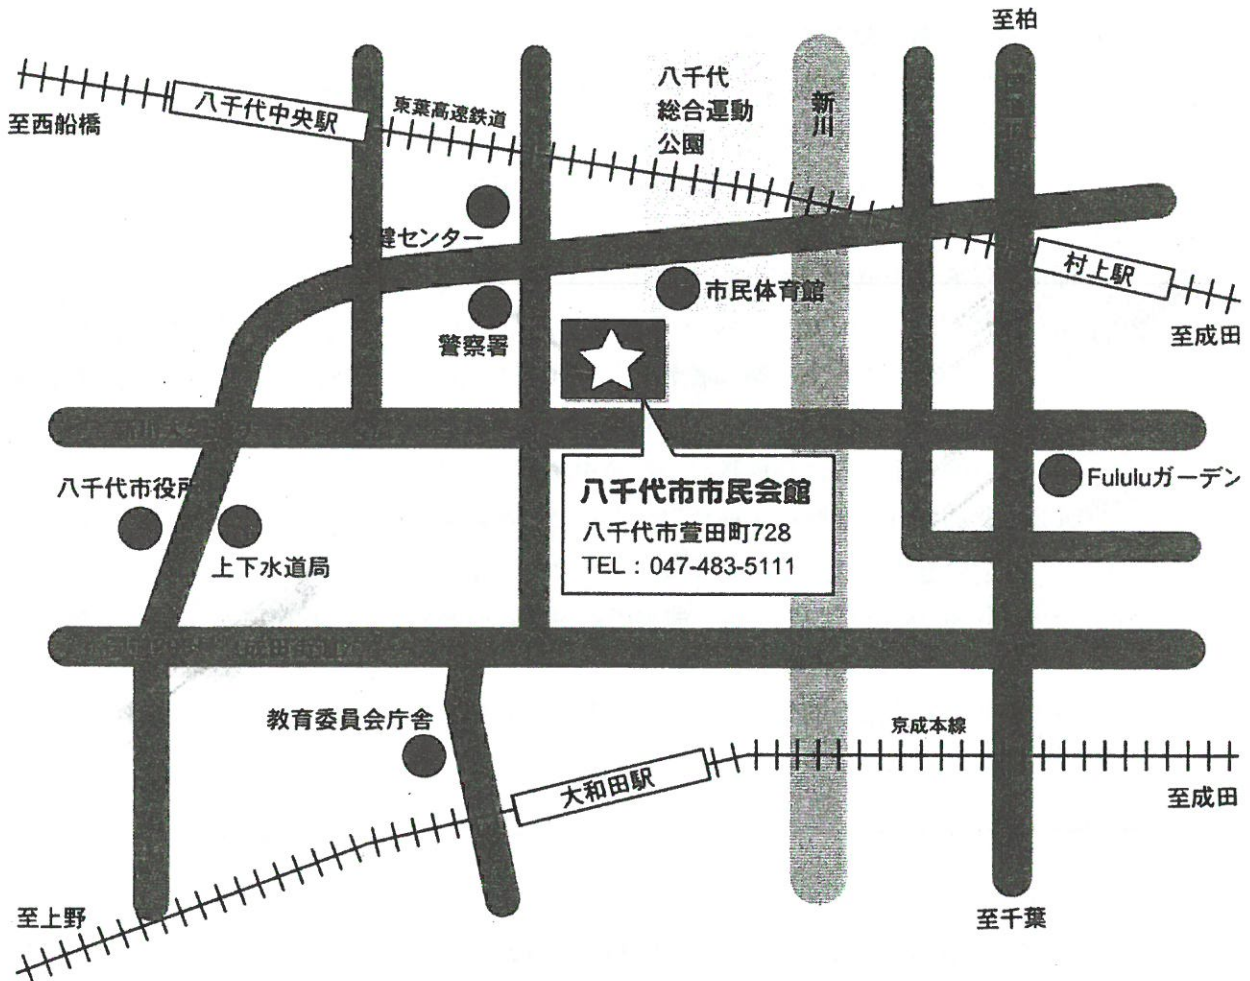 至柏
八千代中央駅
東葉高速鉄道
至西船橋
八千代
総合運動
公園
新川
健センター
村上駅
市民体育館
至成田
警察署
八千代市役所
上下水道局
八千代市市民会館
八千代市萱田町728
TEL：047-483-5111
Fululuガーデン
成田街道
教育委員会庁舎
京成本線
大和田駅
至成田
至上野
至千葉